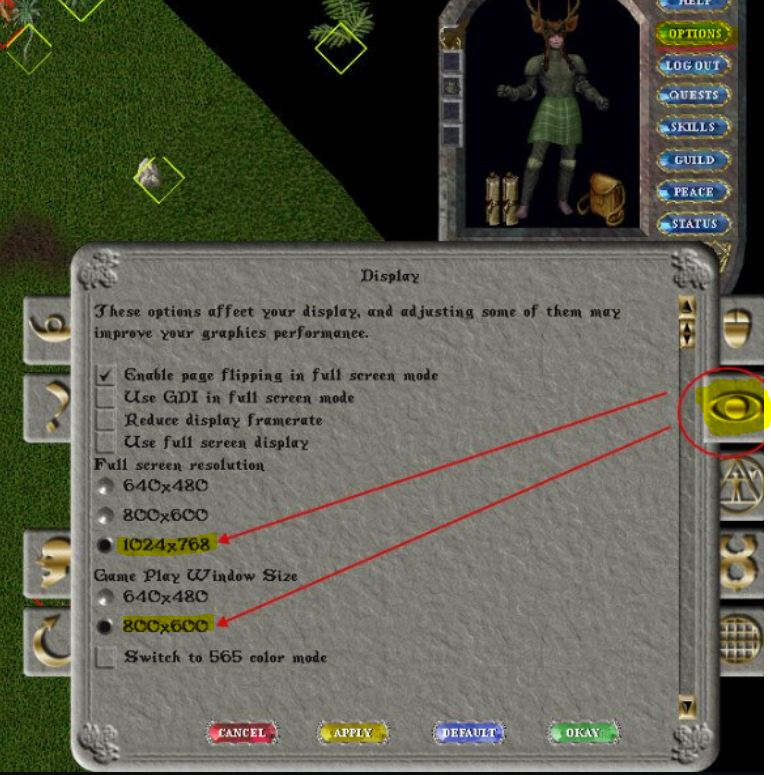 HELP
OPTIONS
LOG OUT
QUESTS
SKILLS
GUILD
PEACE
STATUS
Display
These options affect your display, and adjusting some of them may
improve your graphics performance.
Enable page flipping in full screen mode
Use GDI in full screen mode
Reduce display framerate
Use full screen display
Full screen resolution
640x480
800x600
1024x768
Game Play Window Size
640x480
800x600
Switch to 565 color mode
CANCEL APPLY DEFAULT OKAY